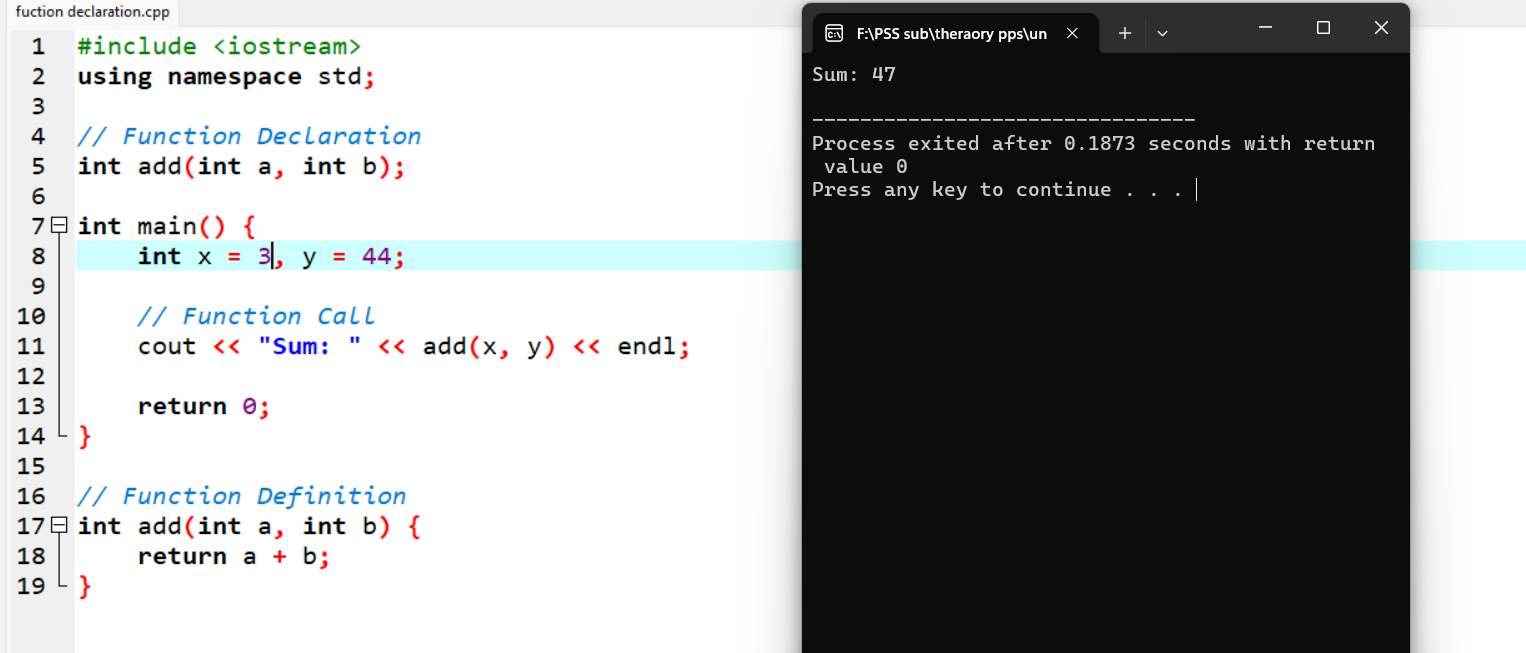 fuction declaration.cpp
1 #include <iostream>
2 using namespace std;
3
4 // Function Declaration
5 int add(int a, int b);
6
7 int main() {
8     int x = 3, y = 44;
9
10     // Function Call
11     cout << "Sum: " << add(x, y) << endl;
12
13     return 0;
14 }
15
16 // Function Definition
17 int add(int a, int b) {
18     return a + b;
19 }
F:\PSS sub\theraory pps\un
Sum: 47
--------------------------------
Process exited after 0.1873 seconds with return
 value 0
Press any key to continue . . .